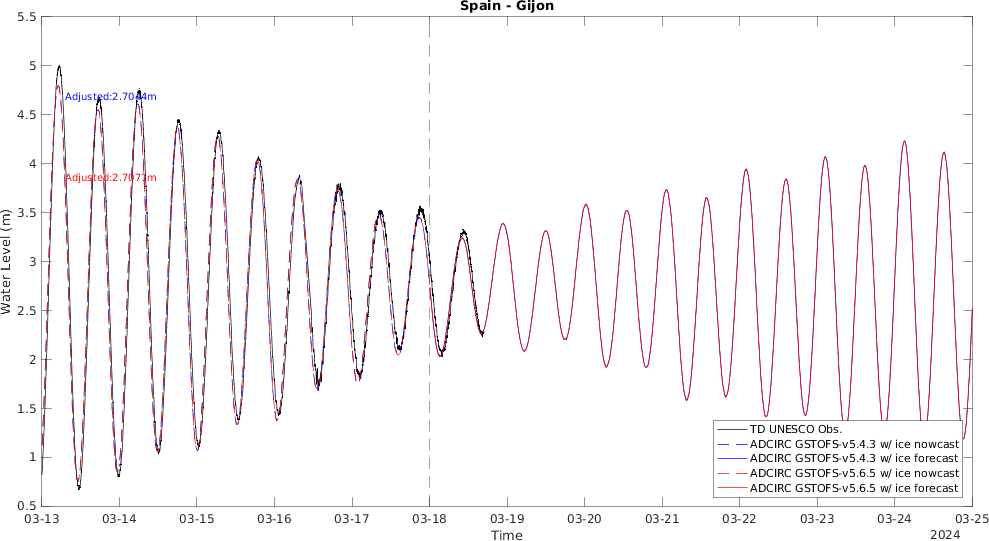 Spain - Gijon
5.5
5
4.5
4
3.5
3
2.5
2
1.5
1
0.5
Water Level (m)
Adjusted:2.7044m
Adjusted:2.7072m
TD UNESCO Obs.
ADCIRC GSTOFS-v5.4.3 w/ ice nowcast
ADCIRC GSTOFS-v5.4.3 w/ ice forecast
ADCIRC GSTOFS-v5.6.5 w/ ice nowcast
ADCIRC GSTOFS-v5.6.5 w/ ice forecast
03-13 03-14 03-15 03-16 03-17 03-18 03-19 03-20 03-21 03-22 03-23 03-24 03-25
Time
2024